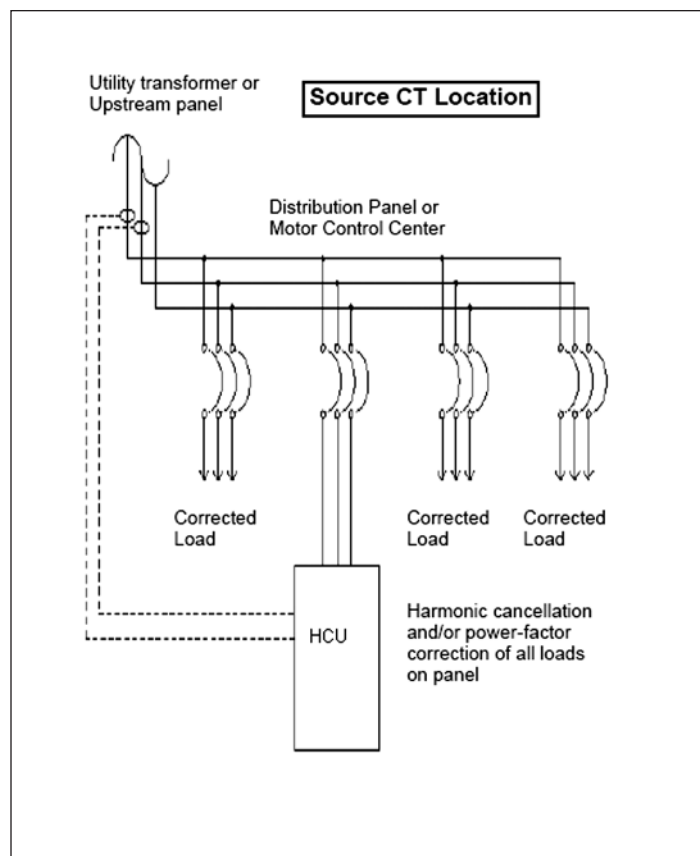 Utility transformer or
Upstream panel
Source CT Location
Distribution Panel or
Motor Control Center
Corrected
Load
Corrected
Load
Corrected
Load
HCU
Harmonic cancellation
and/or power-factor
correction of all loads
on panel